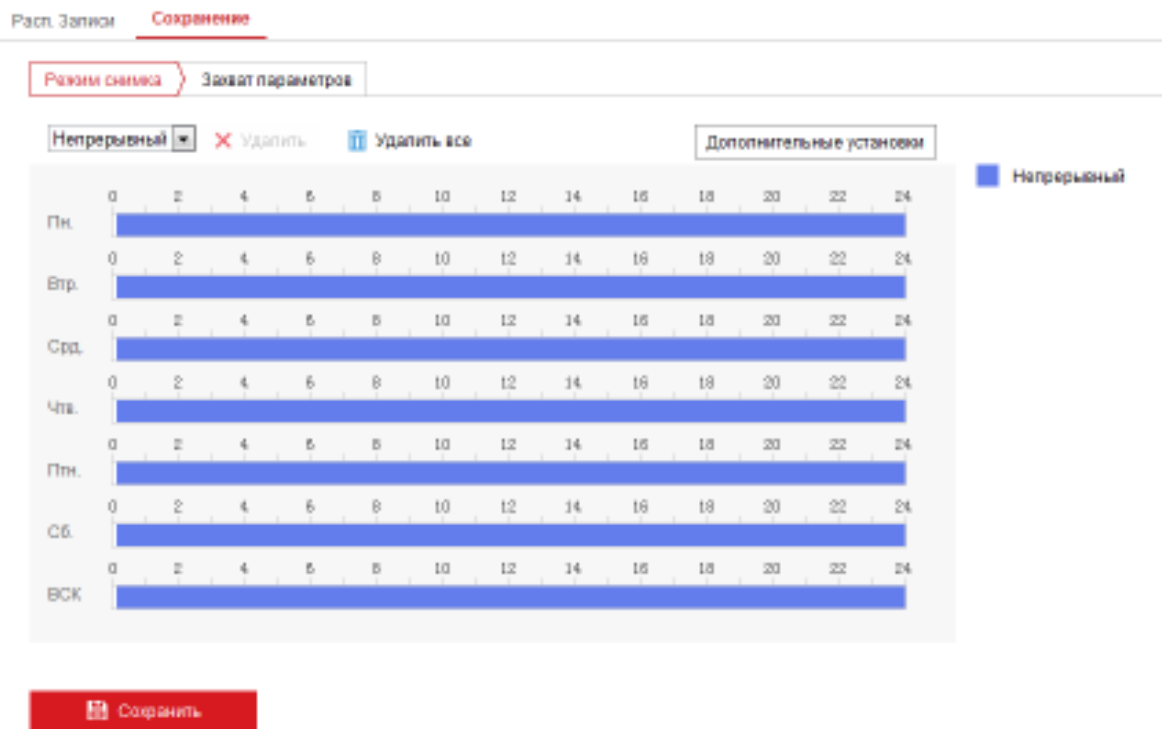 Расп. Записи Сохранение
Режим снимка Захват параметров
Непрерывный Удалить Удалить все Дополнительные установки
Непрерывный
0 2 4 6 8 10 12 14 16 18 20 22 24
Пн.
0 2 4 6 8 10 12 14 16 18 20 22 24
Втр.
0 2 4 6 8 10 12 14 16 18 20 22 24
Срд.
0 2 4 6 8 10 12 14 16 18 20 22 24
Чтв.
0 2 4 6 8 10 12 14 16 18 20 22 24
Птн.
0 2 4 6 8 10 12 14 16 18 20 22 24
Сб.
0 2 4 6 8 10 12 14 16 18 20 22 24
ВСК
Сохранить